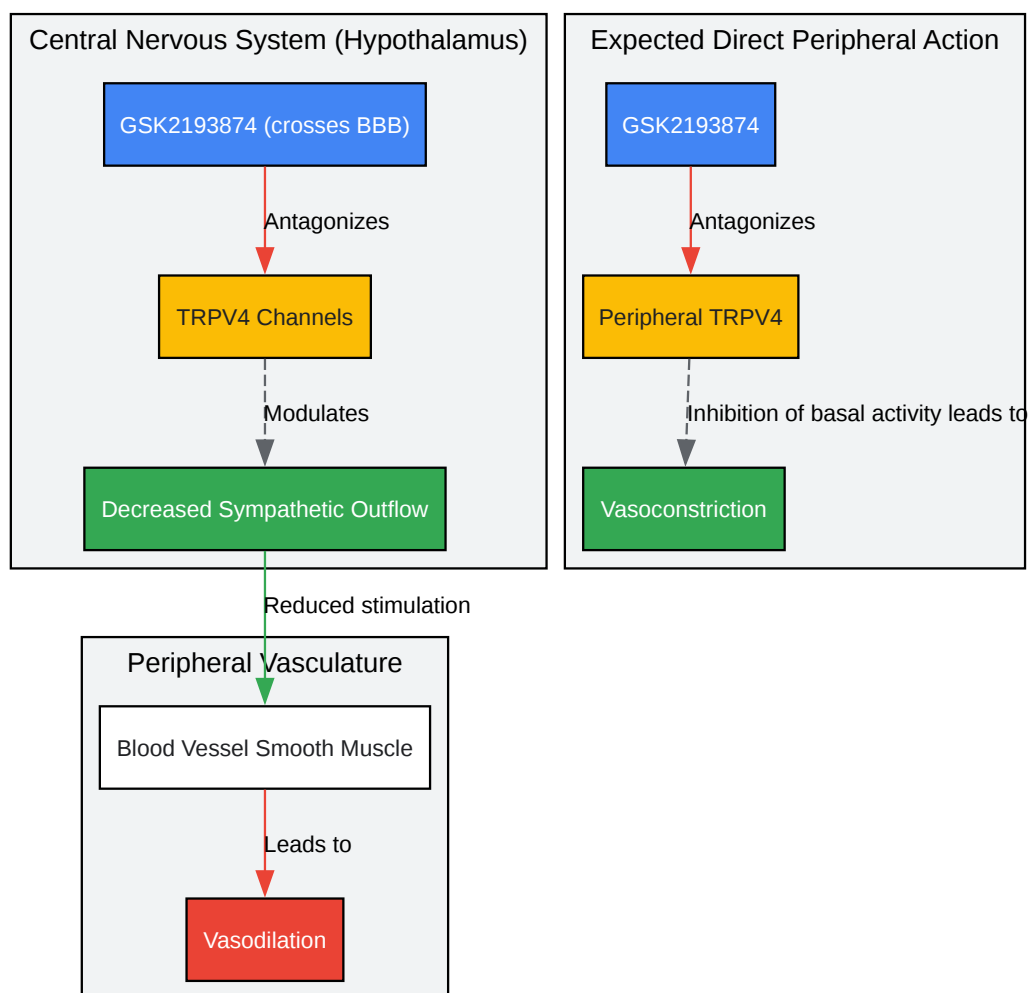 Central Nervous System (Hypothalamus)
GSK2193874 (crosses BBB)
Antagonizes
TRPV4 Channels
Modulates
Decreased Sympathetic Outflow
Reduced stimulation
Peripheral Vasculature
Blood Vessel Smooth Muscle
Leads to
Vasodilation
Expected Direct Peripheral Action
GSK2193874
Antagonizes
Peripheral TRPV4
Inhibition of basal activity leads to
Vasoconstriction